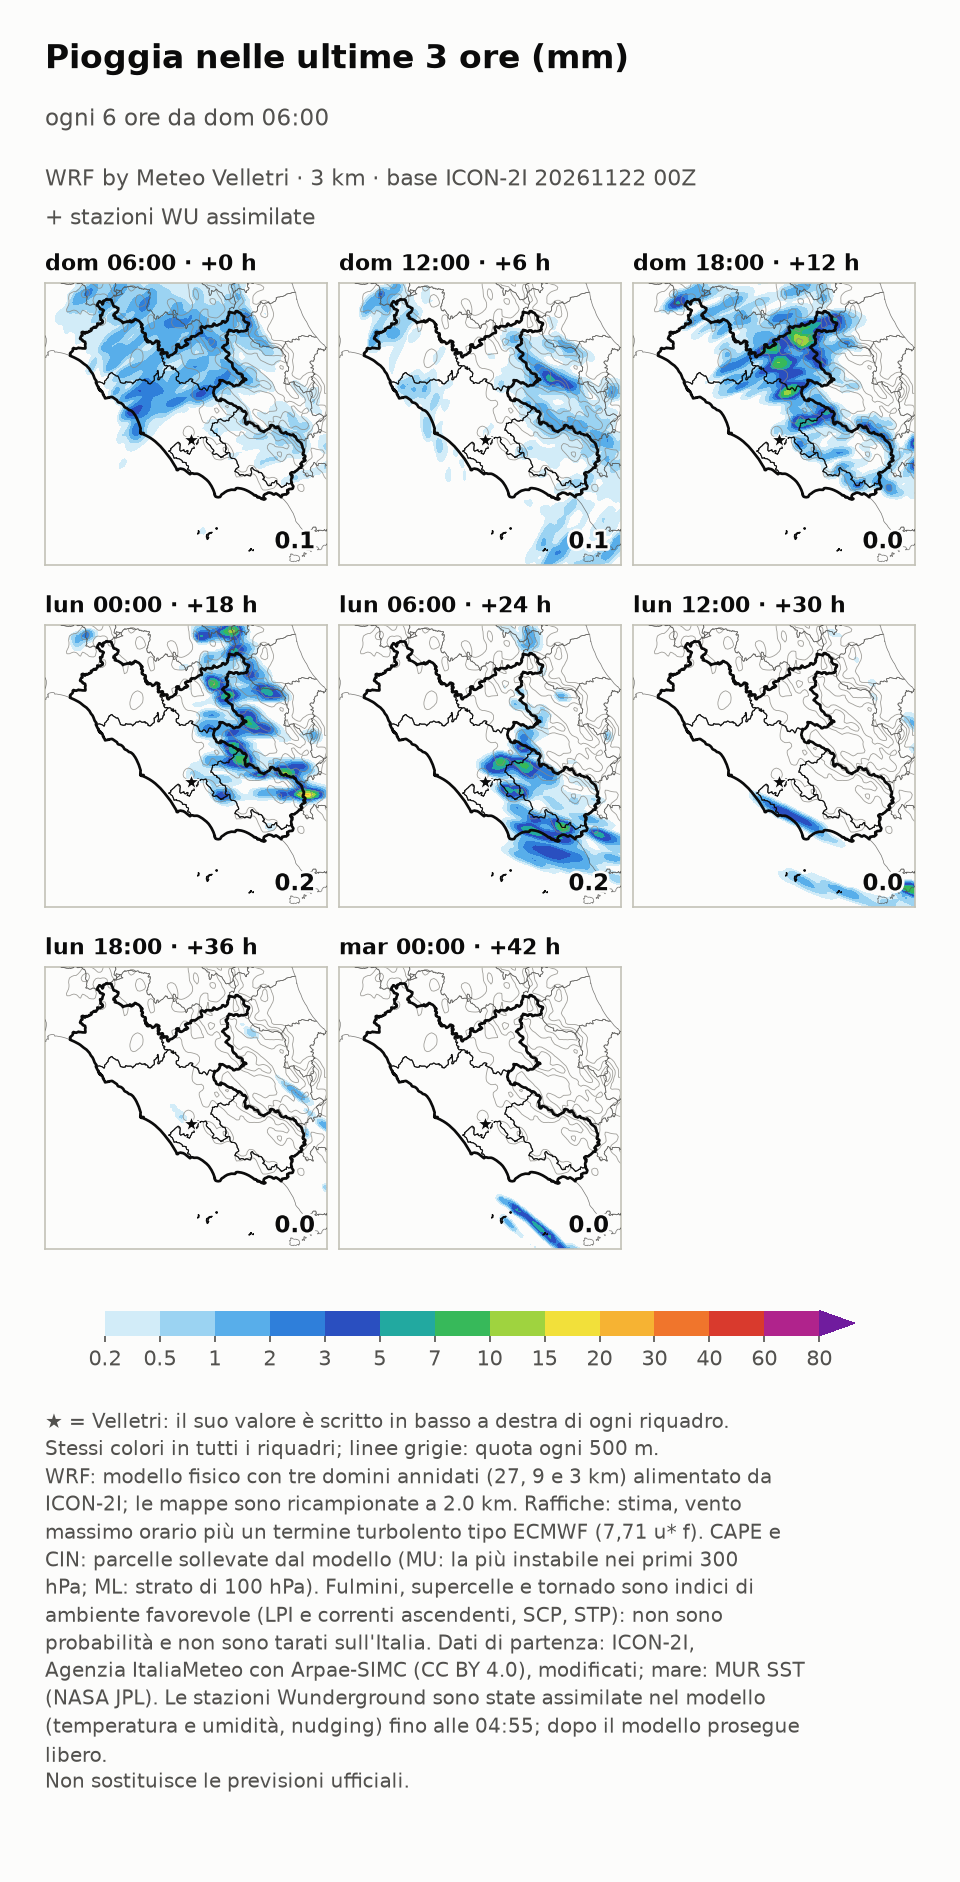 Pioggia nelle ultime 3 ore (mm)
ogni 6 ore da dom 06:00
WRF by Meteo Velletri · 3 km · base ICON-2I 20261122 00Z
+ stazioni WU assimilate
dom 06:00 · +0 h
dom 12:00 · +6 h
dom 18:00 · +12 h
0.1
0.1
0.0
lun 00:00 · +18 h
lun 06:00 · +24 h
lun 12:00 · +30 h
0.2
0.2
0.0
lun 18:00 · +36 h
mar 00:00 · +42 h
0.0
0.0
0.2 0.5 1 2 3 5 7 10 15 20 30 40 60 80
★ = Velletri: il suo valore è scritto in basso a destra di ogni riquadro.
Stessi colori in tutti i riquadri; linee grigie: quota ogni 500 m.
WRF: modello fisico con tre domini annidati (27, 9 e 3 km) alimentato da
ICON-2I; le mappe sono ricampionate a 2.0 km. Raffiche: stima, vento
massimo orario più un termine turbolento tipo ECMWF (7,71 u* f). CAPE e
CIN: parcelle sollevate dal modello (MU: la più instabile nei primi 300
hPa; ML: strato di 100 hPa). Fulmini, supercelle e tornado sono indici di
ambiente favorevole (LPI e correnti ascendenti, SCP, STP): non sono
probabilità e non sono tarati sull'Italia. Dati di partenza: ICON-2I,
Agenzia ItaliaMeteo con Arpae-SIMC (CC BY 4.0), modificati; mare: MUR SST
(NASA JPL). Le stazioni Wunderground sono state assimilate nel modello
(temperatura e umidità, nudging) fino alle 04:55; dopo il modello prosegue
libero.
Non sostituisce le previsioni ufficiali.